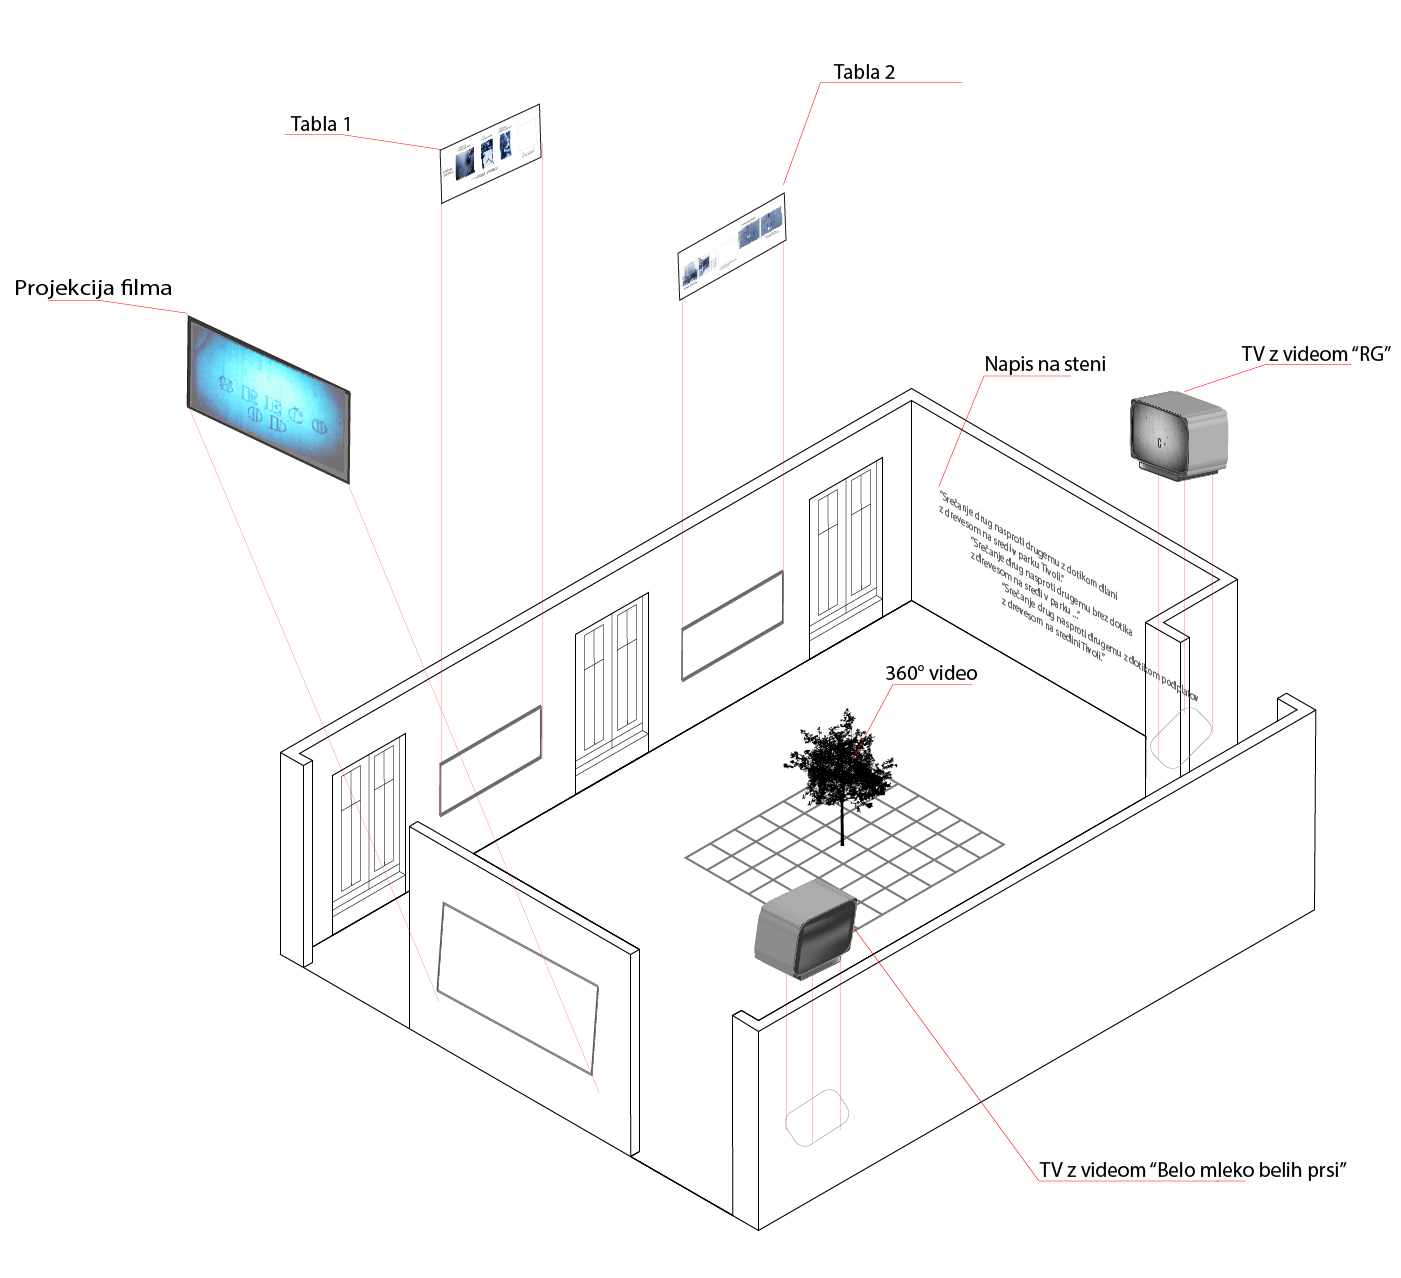 Tabla 2
Tabla 1
Projekcija filma
SREČO
OD
TV z videom “RG”
Napis na steni
G
“Srečanje drug nasproti drugemu z dotikom dlani
z drevesom na sredi v parku Tivoli.”
“Srečanje drug nasproti drugemu brez dotika
z drevesom na sredi v parku ...”
“Srečanje drug nasproti drugemu z dotikom podplatov
z drevesom na sredini Tivoli.”
360° video
TV z videom “Belo mleko belih prsi”